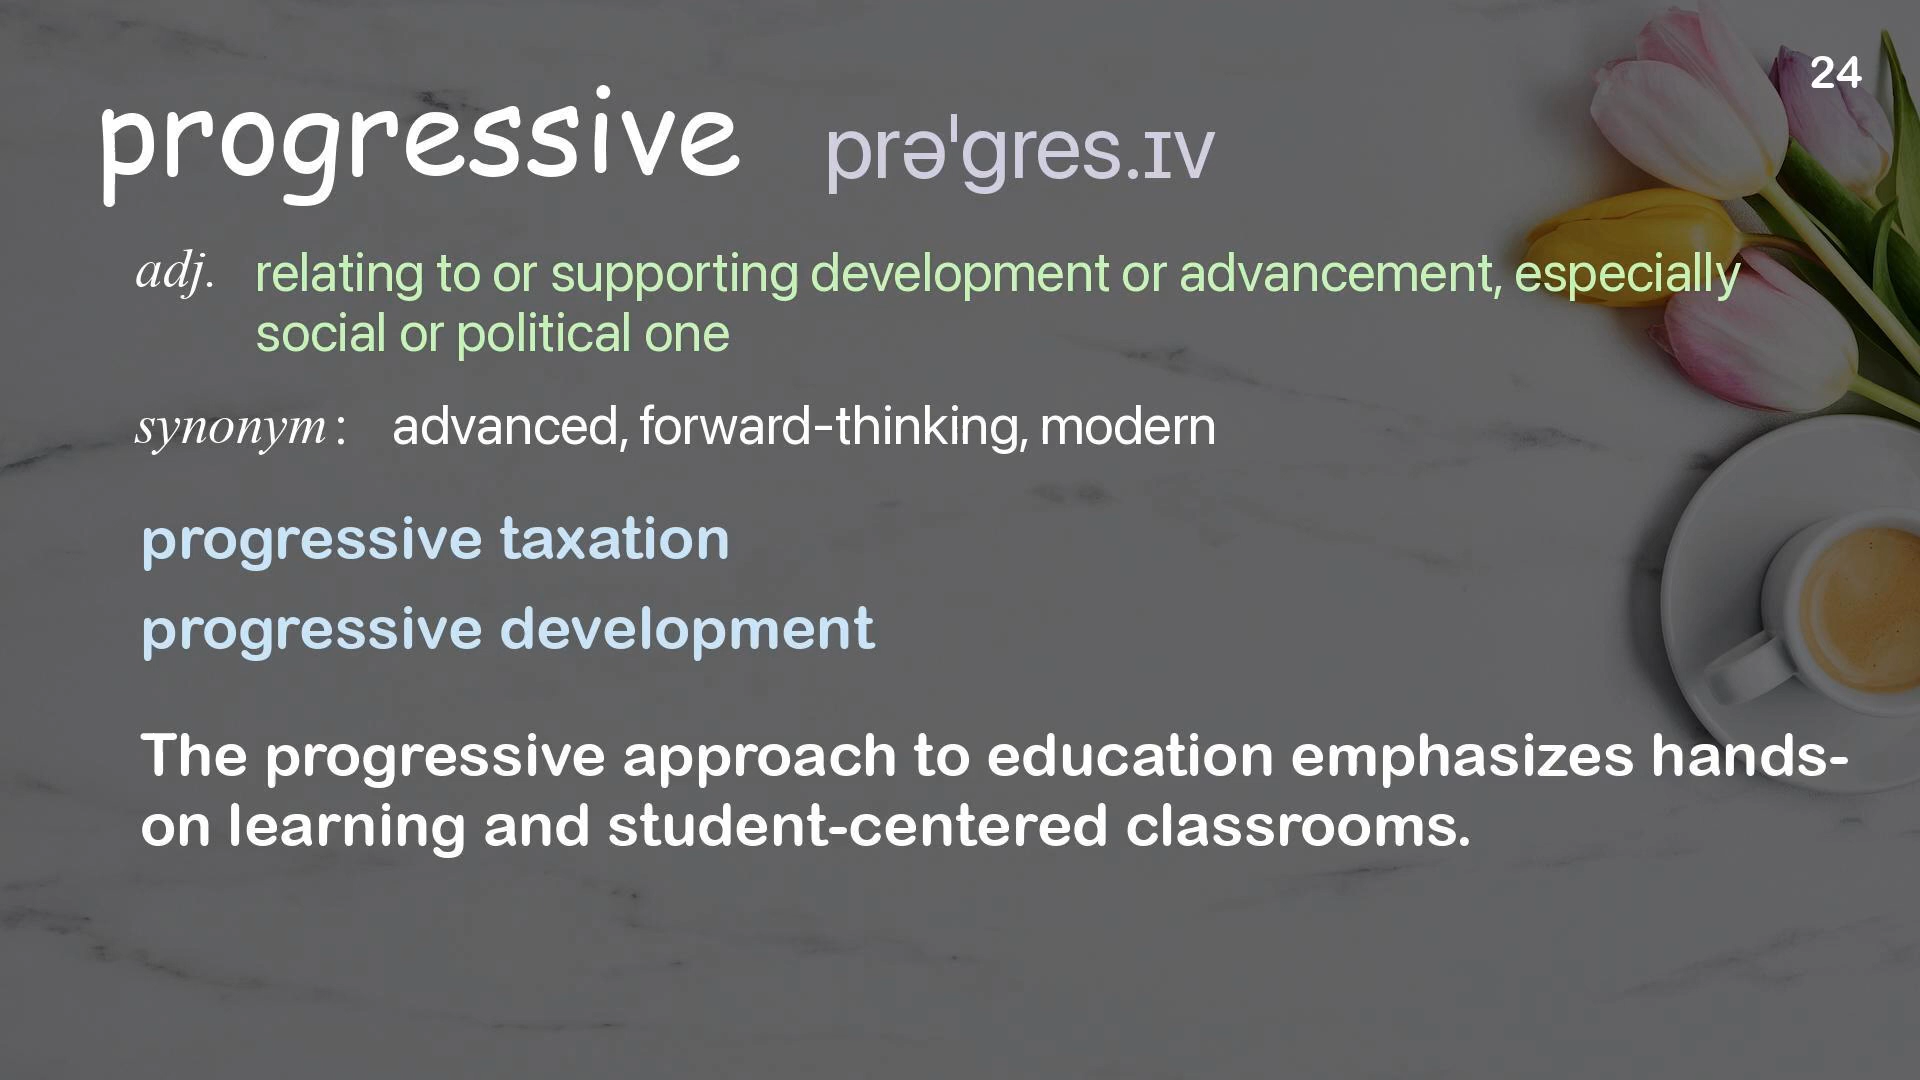 24
progressive prəˈgres.ɪv
adj. relating to or supporting development or advancement, especially
social or political one
synonym: advanced, forward-thinking, modern
progressive taxation
progressive development
The progressive approach to education emphasizes hands-
on learning and student-centered classrooms.